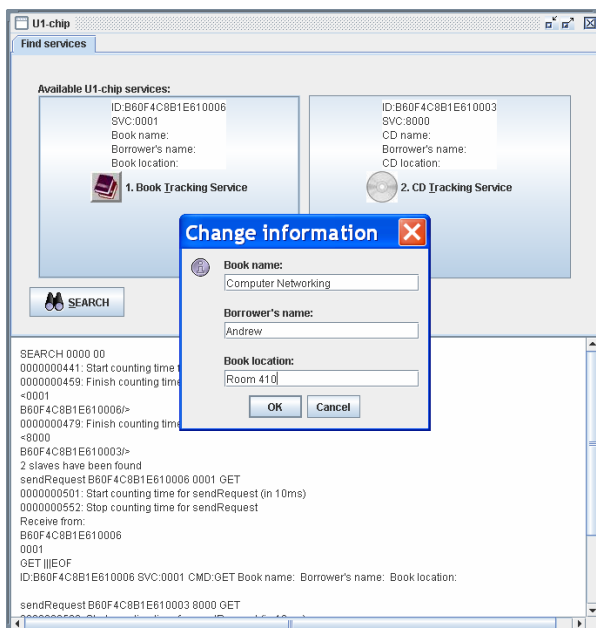 U1-chip
Find services
Available U1-chip services:
ID:B60F4C8B1E610006
SVC:0001
Book name:
Borrower's name:
Book location:
1. Book Tracking Service
ID:B60F4C8B1E610003
SVC:8000
CD name:
Borrower's name:
CD location:
2. CD Tracking Service
SEARCH
Change information
Book name:
Computer Networking
Borrower's name:
Andrew
Book location:
Room 410
OK Cancel
SEARCH 0000 00
0000000441: Start counting time
0000000459: Finish counting time
<0001
B60F4C8B1E610006/>
0000000479: Finish counting time
<8000
B60F4C8B1E610003/>
2 slaves have been found
sendRequest B60F4C8B1E610006 0001 GET
0000000501: Start counting time for sendRequest (in 10ms)
0000000552: Stop counting time for sendRequest
Receive from:
B60F4C8B1E610006
0001
GET |||EOF
ID:B60F4C8B1E610006 SVC:0001 CMD:GET Book name: Borrower's name: Book location:
sendRequest B60F4C8B1E610003 8000 GET